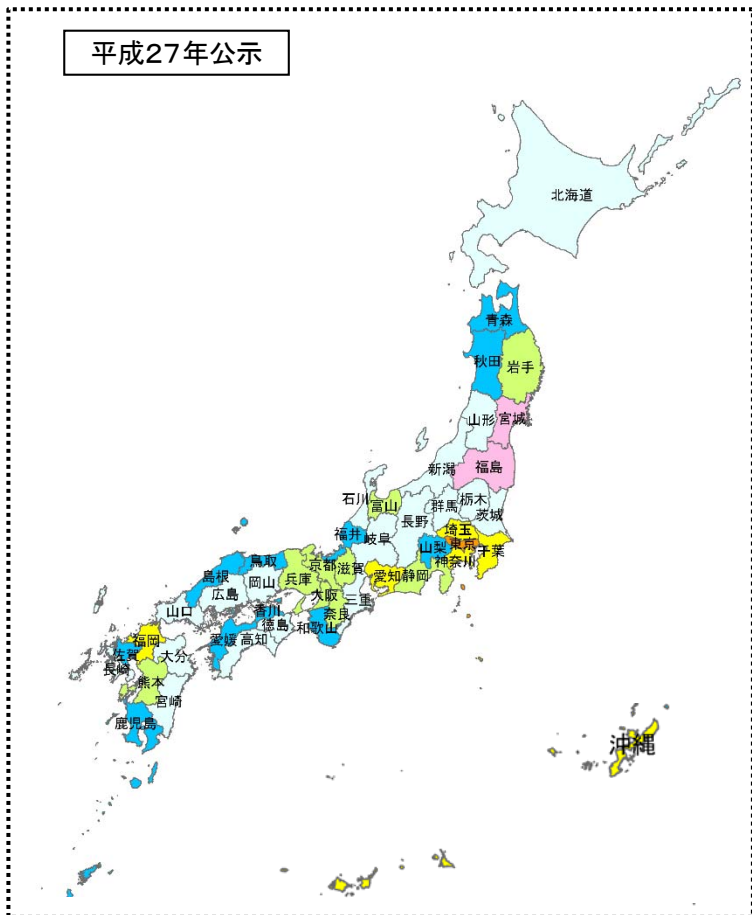 平成27年公示
北海道
青森
秋田
岩手
山形
宮城
新潟
福島
石川
富山
長野
群馬
栃木
茨城
福井
岐阜
山梨
埼玉
東京
千葉
神奈川
鳥取
島根
岡山
広島
兵庫
京都
滋賀
愛知
静岡
大阪
奈良
三重
山口
香川
徳島
和歌山
愛媛
高知
福岡
佐賀
長崎
大分
熊本
宮崎
鹿児島
沖縄